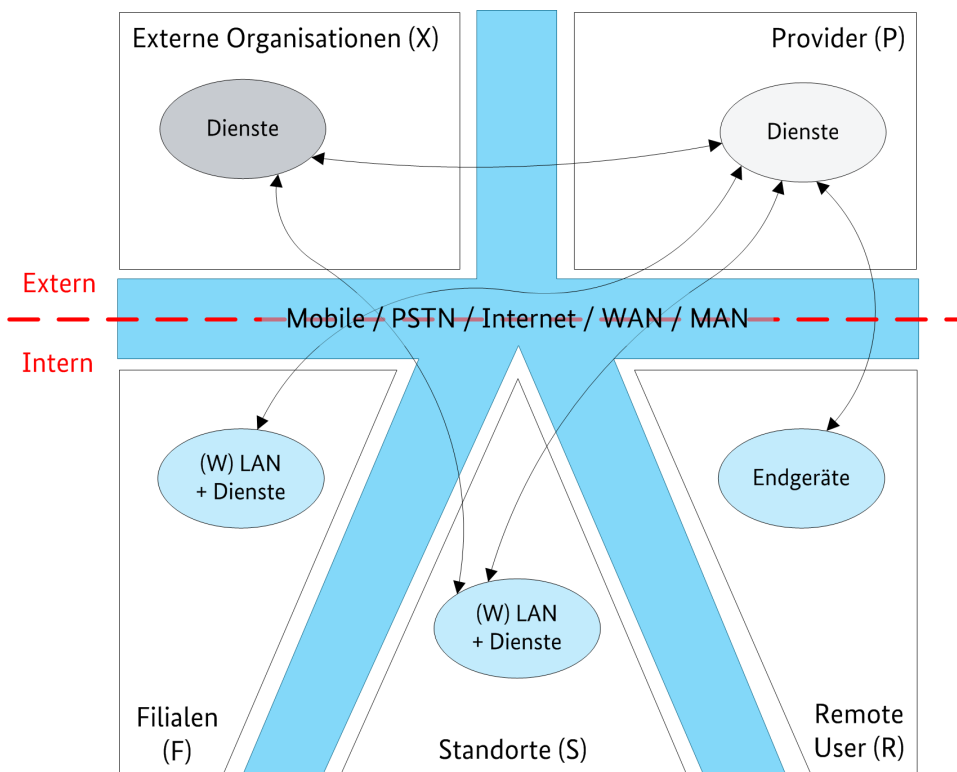 Externe Organisationen (X)
Provider (P)
Dienste
Dienste
Extern
Mobile / PSTN / Internet / WAN / MAN
Intern
(W) LAN
+ Dienste
Endgeräte
(W) LAN
+ Dienste
Filialen
(F)
Standorte (S)
Remote
User (R)